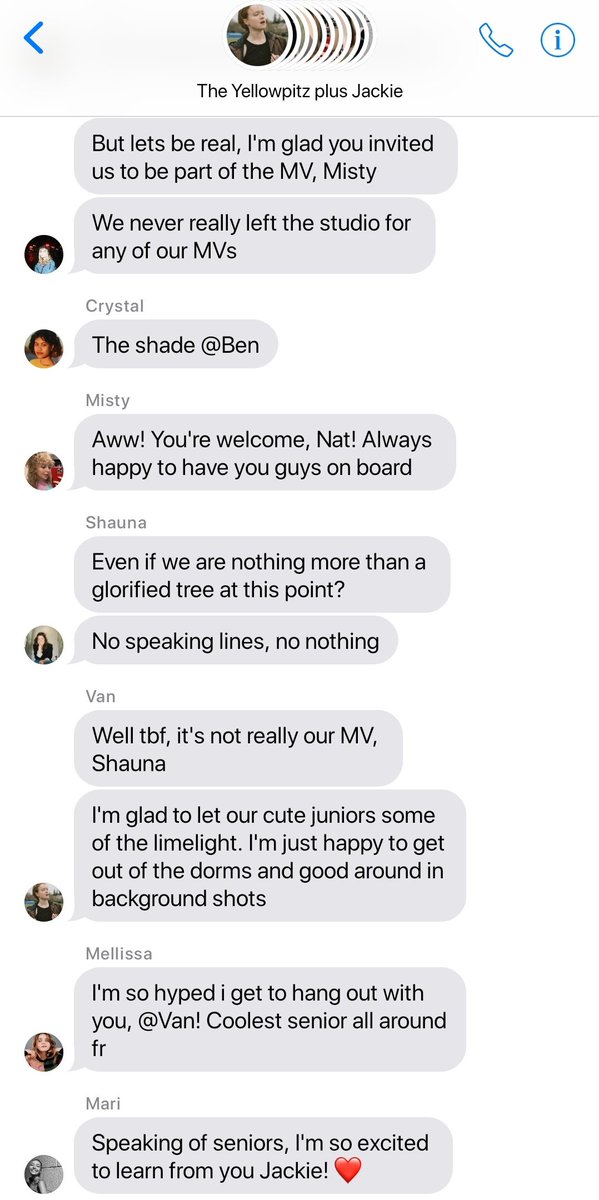 The Yellowpitz plus Jackie
But lets be real, I'm glad you invited
us to be part of the MV, Misty
We never really left the studio for
any of our MVs
Crystal
The shade @Ben
Misty
Aww! You're welcome, Nat! Always
happy to have you guys on board
Shauna
Even if we are nothing more than a
glorified tree at this point?
No speaking lines, no nothing
Van
Well tbf, it's not really our MV,
Shauna
I'm glad to let our cute juniors some
of the limelight. I'm just happy to get
out of the dorms and good around in
background shots
Mellissa
I'm so hyped i get to hang out with
you, @Van! Coolest senior all around
fr
Mari
Speaking of seniors, I'm so excited
to learn from you Jackie! ❤️